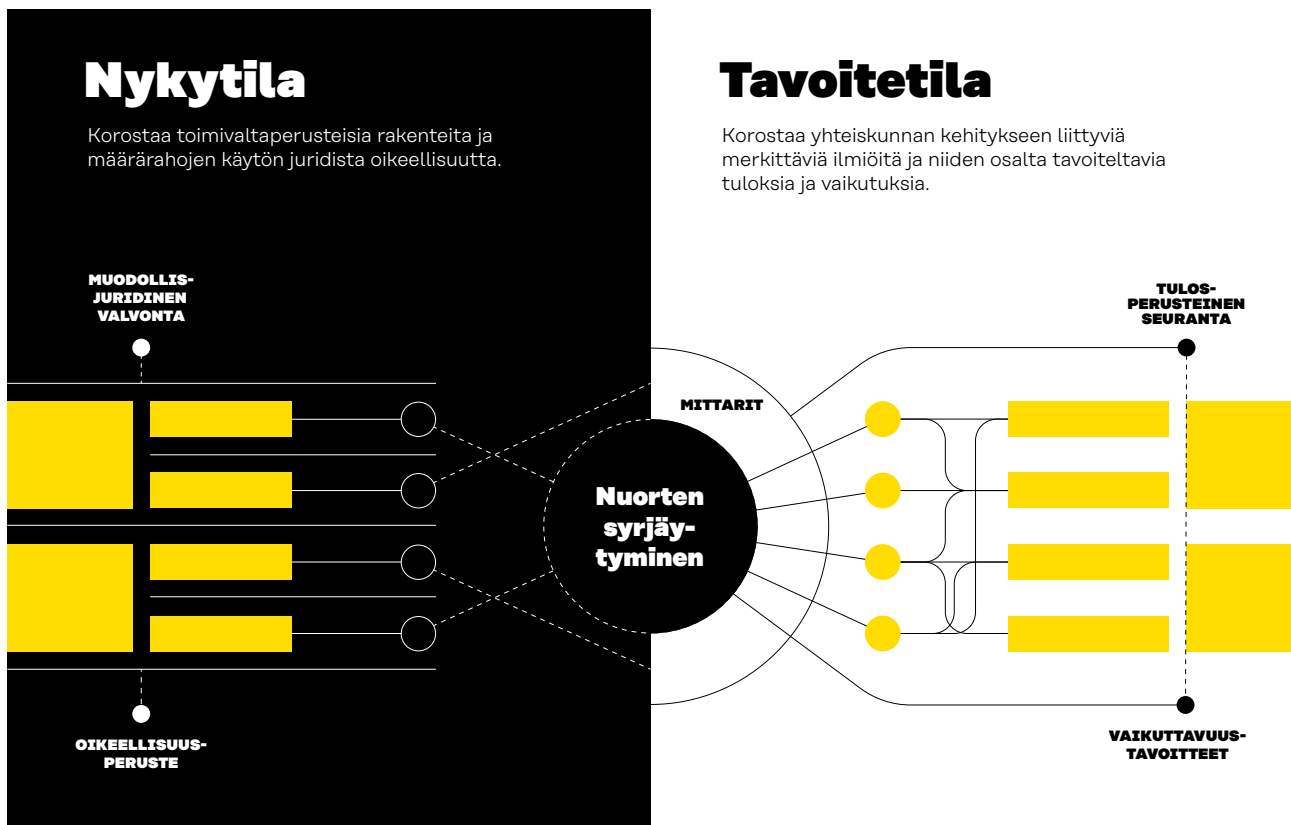 Nykytila
Korostaa toimivaltaperusteisia rakenteita ja
määrärahojen käytön juridista oikeellisuutta.
MUODOLLIS-
JURIDINEN
VALVONTA
OIKEELLISUUS-
PERUSTE
Nuorten
syrjäy-
tyminen
Tavoitetila
Korostaa yhteiskunnan kehitykseen liittyviä
merkittäviä ilmiöitä ja niiden osalta tavoiteltavia
tuloksia ja vaikutuksia.
MITTARIT
TULOS-
PERUSTEINEN
SEURANTA
VAIKUTTAVUUS-
TAVOITTEET